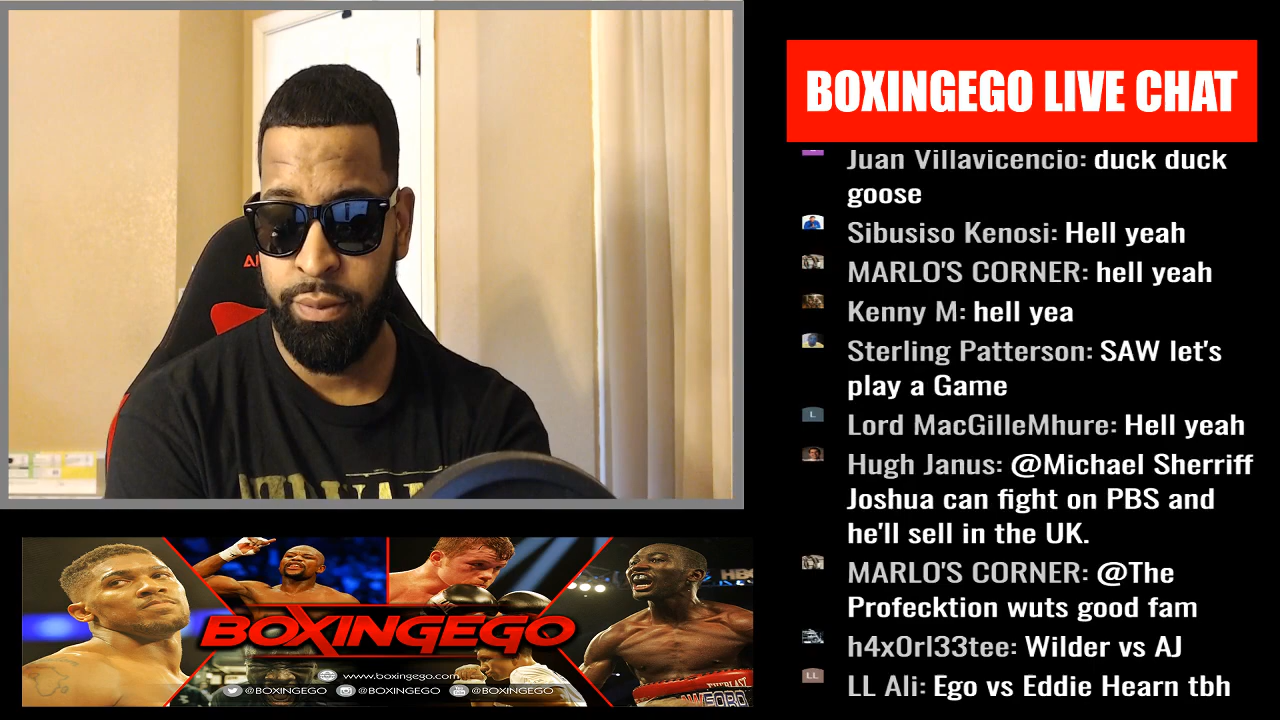 BOXINGEGO LIVE CHAT
Juan Villavicencio: duck duck
goose
Sibusiso Kenosi: Hell yeah
MARLO'S CORNER: hell yeah
Kenny M: hell yea
Sterling Patterson: SAW let's
play a Game
Lord MacGilleMhure: Hell yeah
Hugh Janus: @Michael Sherriff
Joshua can fight on PBS and
he'll sell in the UK.
MARLO'S CORNER: @The
Profecktion wuts good fam
h4x0rl33tee: Wilder vs AJ
LL Ali: Ego vs Eddie Hearn tbh
L
LL
HBO
BOXINGEGO
www.boxingego.com
@BOXINGEGO @BOXINGEGO @BOXINGEGO
EVERLAST